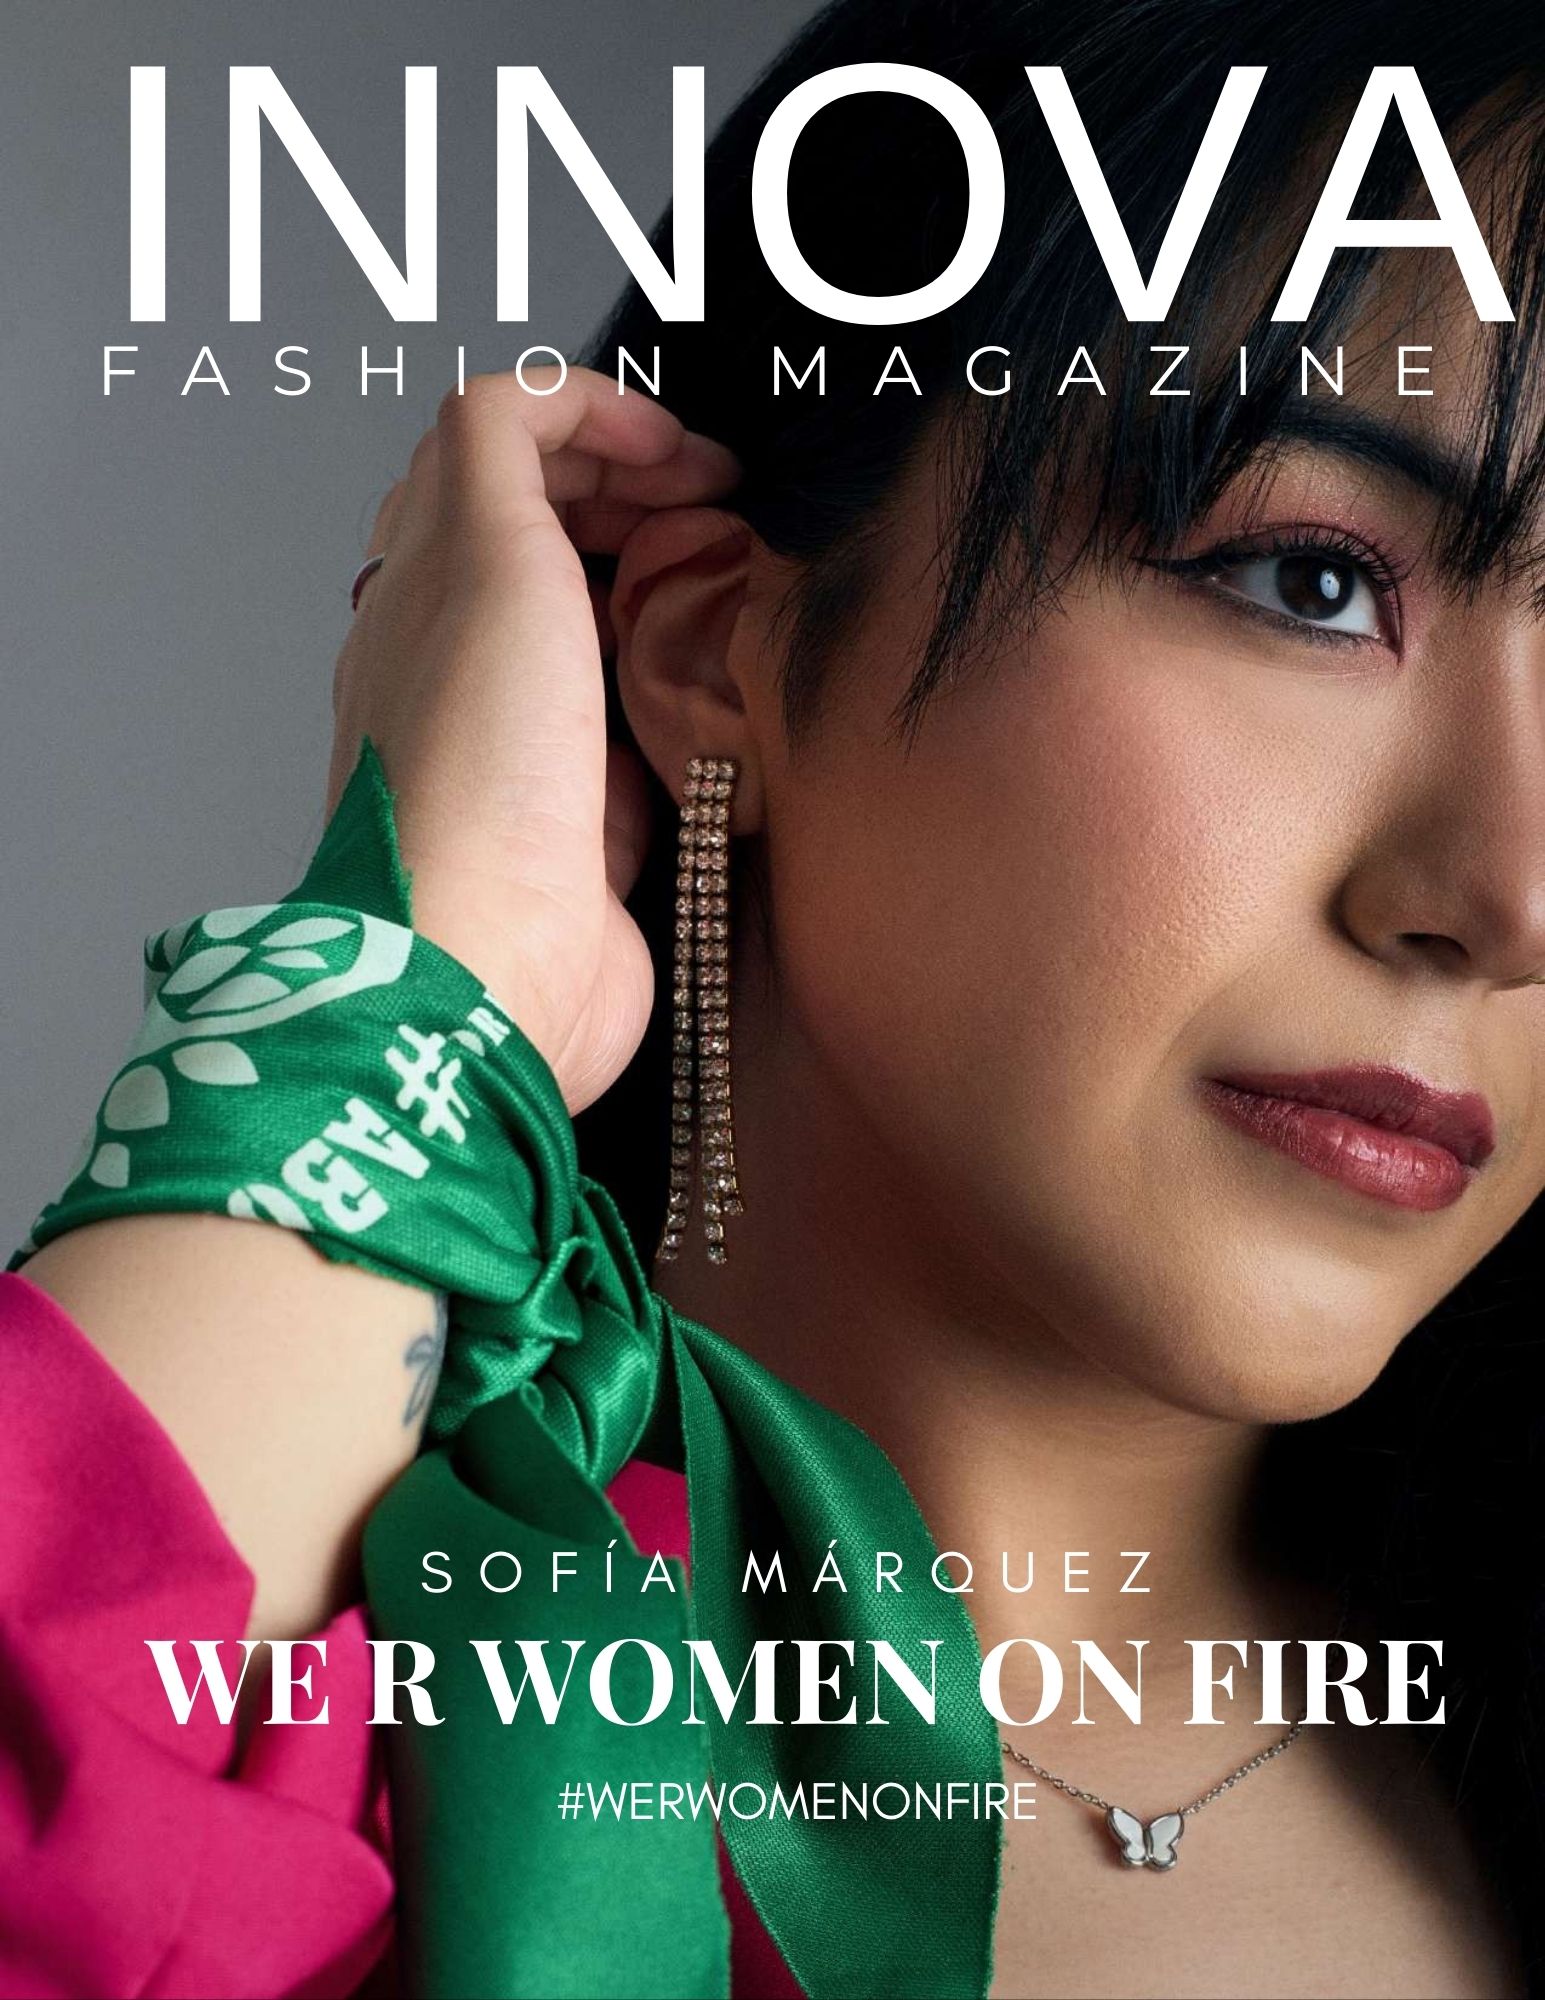 INNOVA
FASHION MAGAZINE
#
SOFÍA MÁRQUEZ
WE R WOMEN ON FIRE
#WERWOMENONFIRE